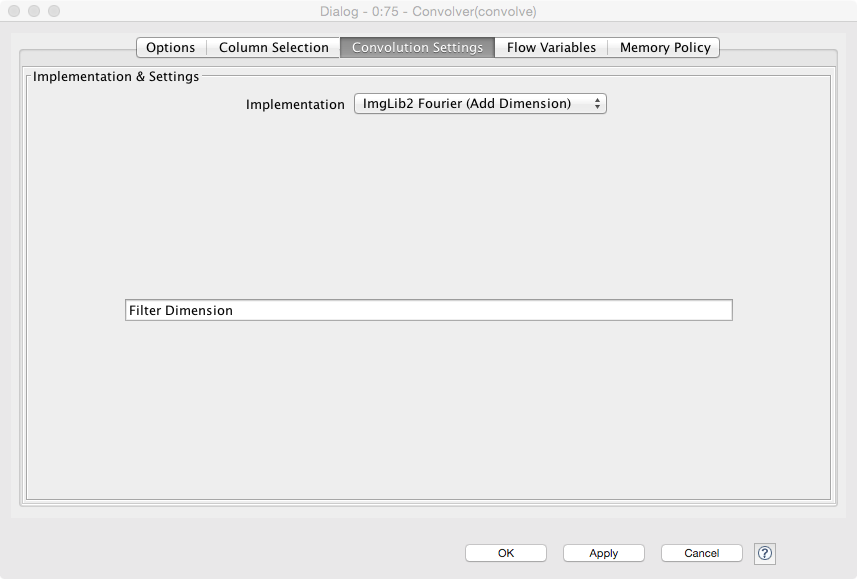 Dialog - 0:75 - Convolver(convolve)
Options Column Selection Convolution Settings Flow Variables Memory Policy
Implementation & Settings
Implementation ImgLib2 Fourier (Add Dimension)
Filter Dimension
OK Apply Cancel ?